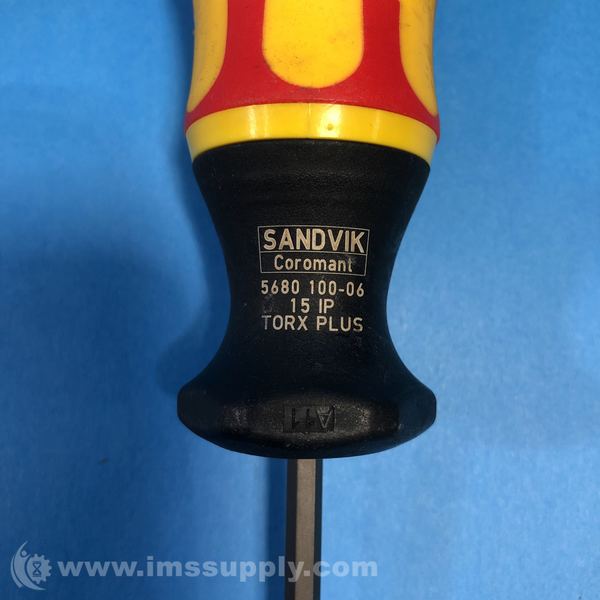 SANDVIK
Coromant
5680 100-06
15 IP
TORX PLUS
A11
www.imssupply.com